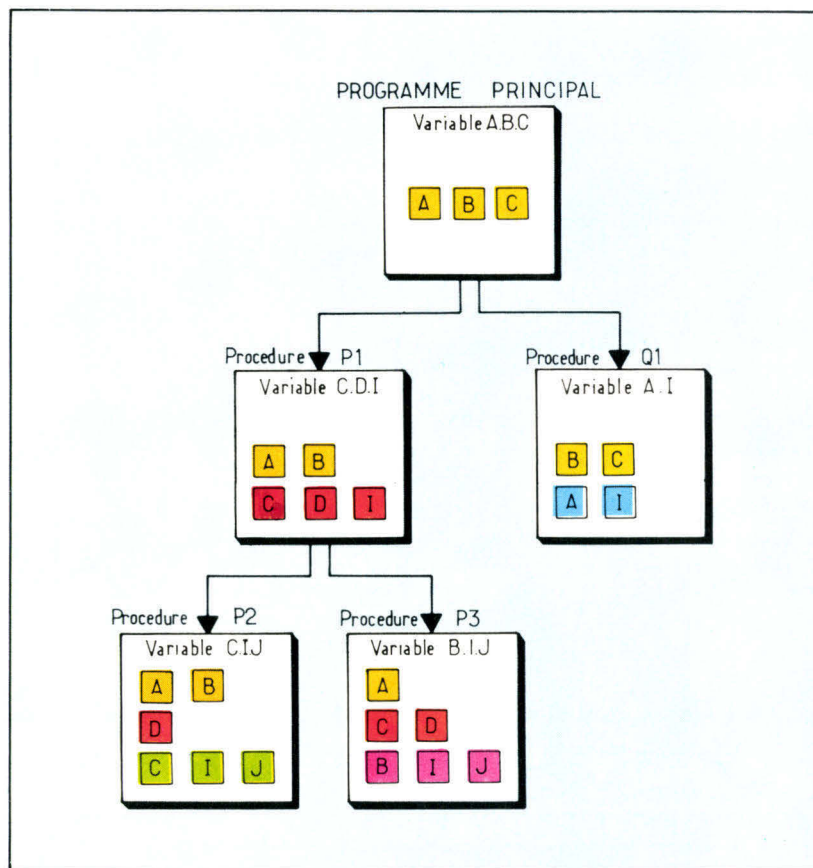 PROGRAMME PRINCIPAL
Variable A.B.C
A B C
Procedure P1
Variable C.D.I
A B
C D I
Procedure Q1
Variable A.I
B C
A I
Procedure P2
Variable C.I.J
A B
D
C I J
Procedure P3
Variable B.I.J
A
C D
B I J